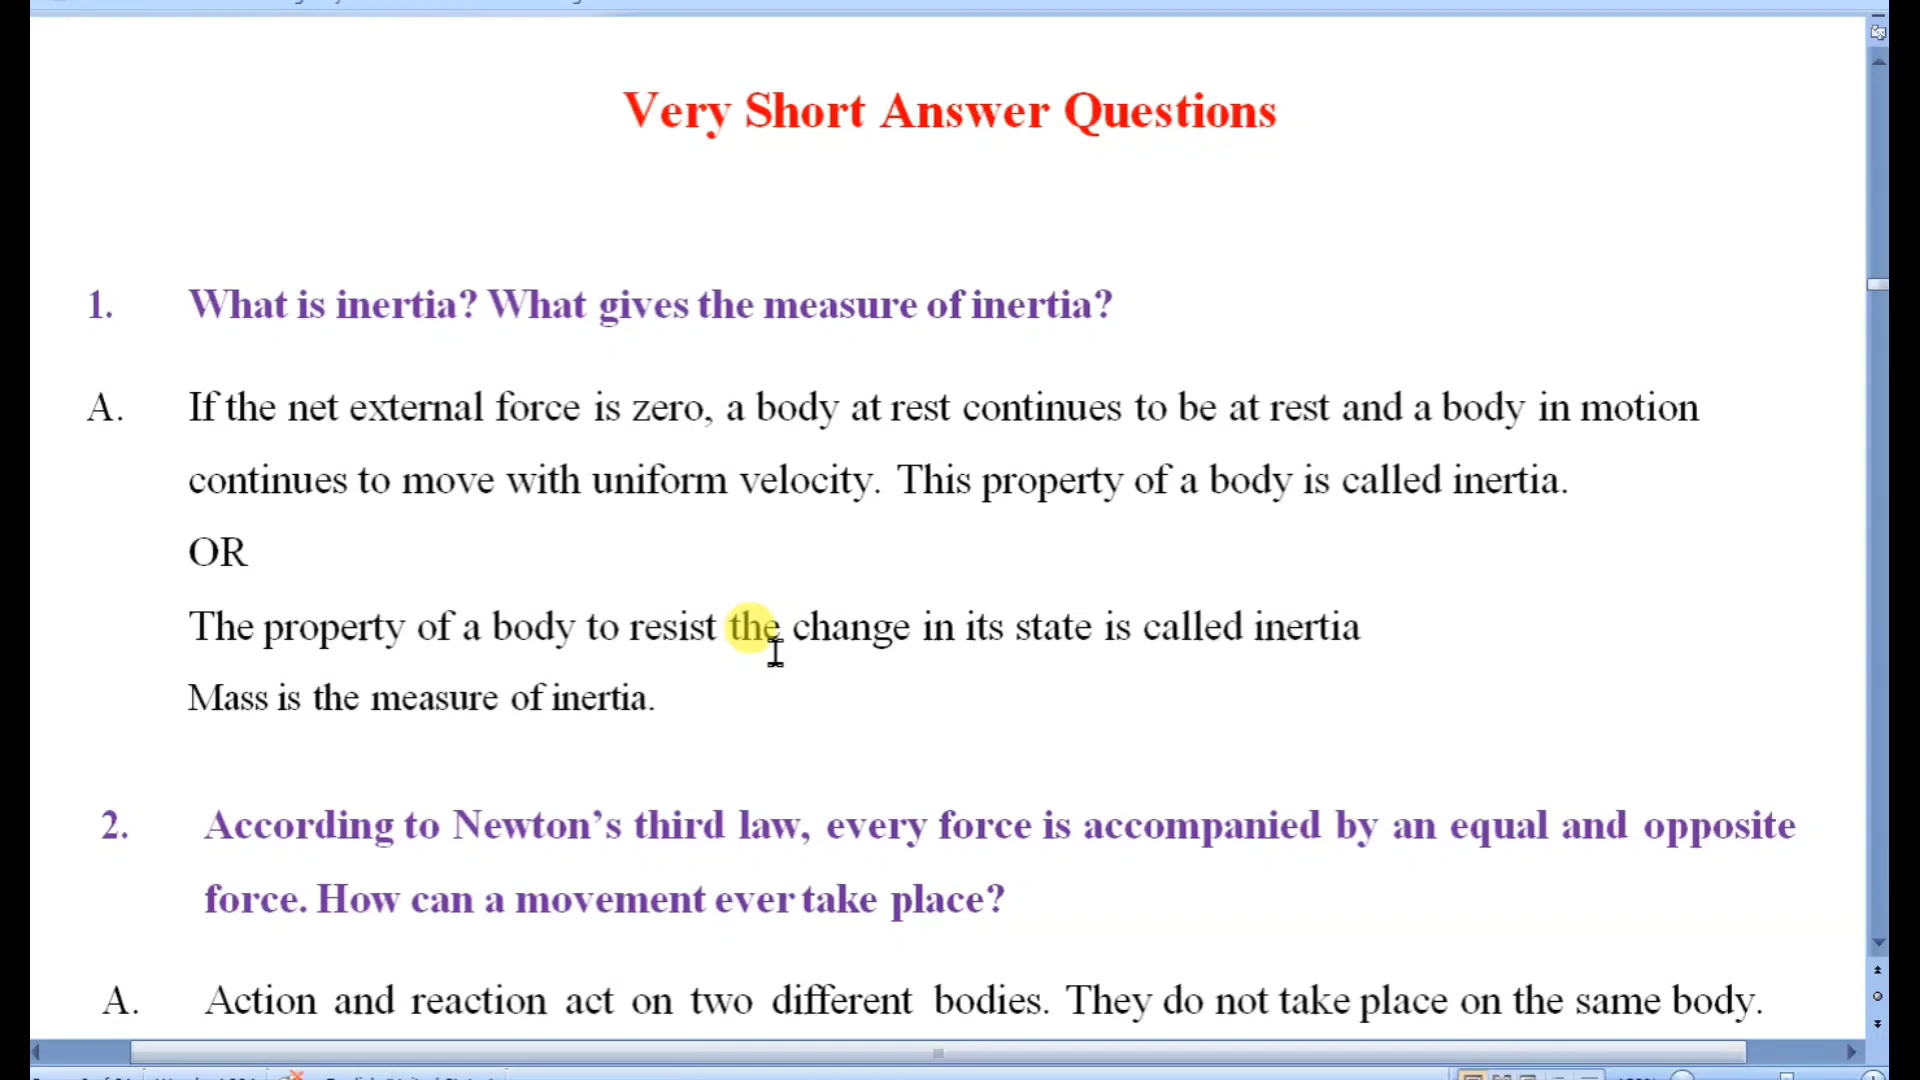 Very Short Answer Questions
1. What is inertia? What gives the measure of inertia?
A. If the net external force is zero, a body at rest continues to be at rest and a body in motion
continues to move with uniform velocity. This property of a body is called inertia.
OR
The property of a body to resist the change in its state is called inertia
Mass is the measure of inertia.
2. According to Newton’s third law, every force is accompanied by an equal and opposite
force. How can a movement ever take place?
A. Action and reaction act on two different bodies. They do not take place on the same body.